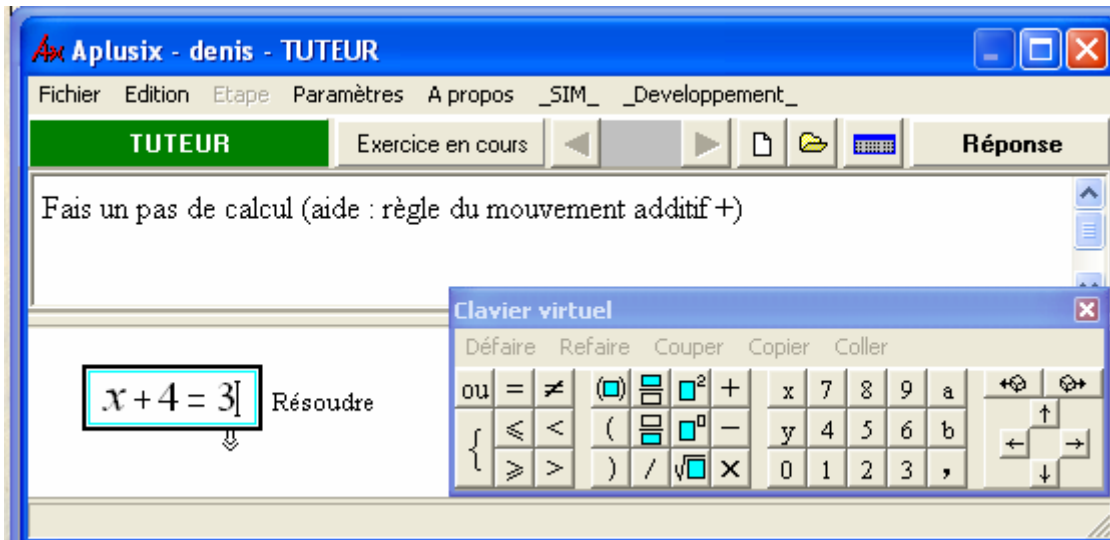 Aplusix - denis - TUTEUR
Fichier Edition Etape Paramètres A propos _SIM_ _Developpement_
TUTEUR Exercice en cours Réponse
Fais un pas de calcul (aide : règle du mouvement additif +)
Clavier virtuel
Défaire Refaire Couper Copier Coller
x + 4 = 3 Résoudre
ou = ≠ (□) □² + x 7 8 9 a
{ ⩽ < ( − y 4 5 6 b ← ↑ →
⩾ > ) / √□ × 0 1 2 3 , ↓